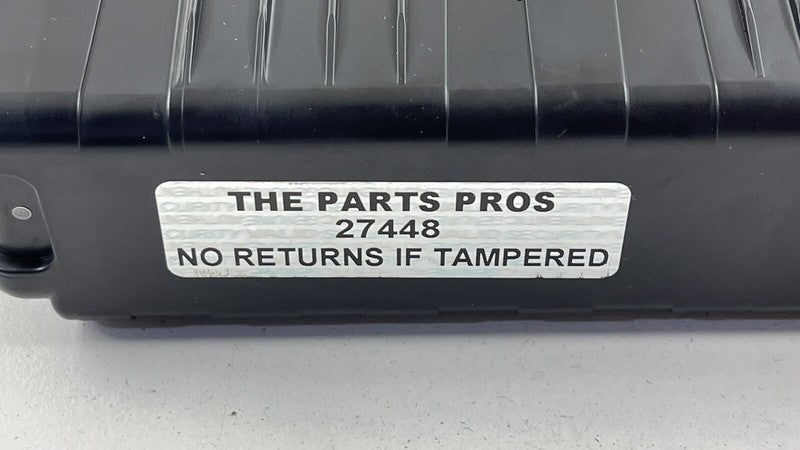 THE PARTS PROS
27448
NO RETURNS IF TAMPERED